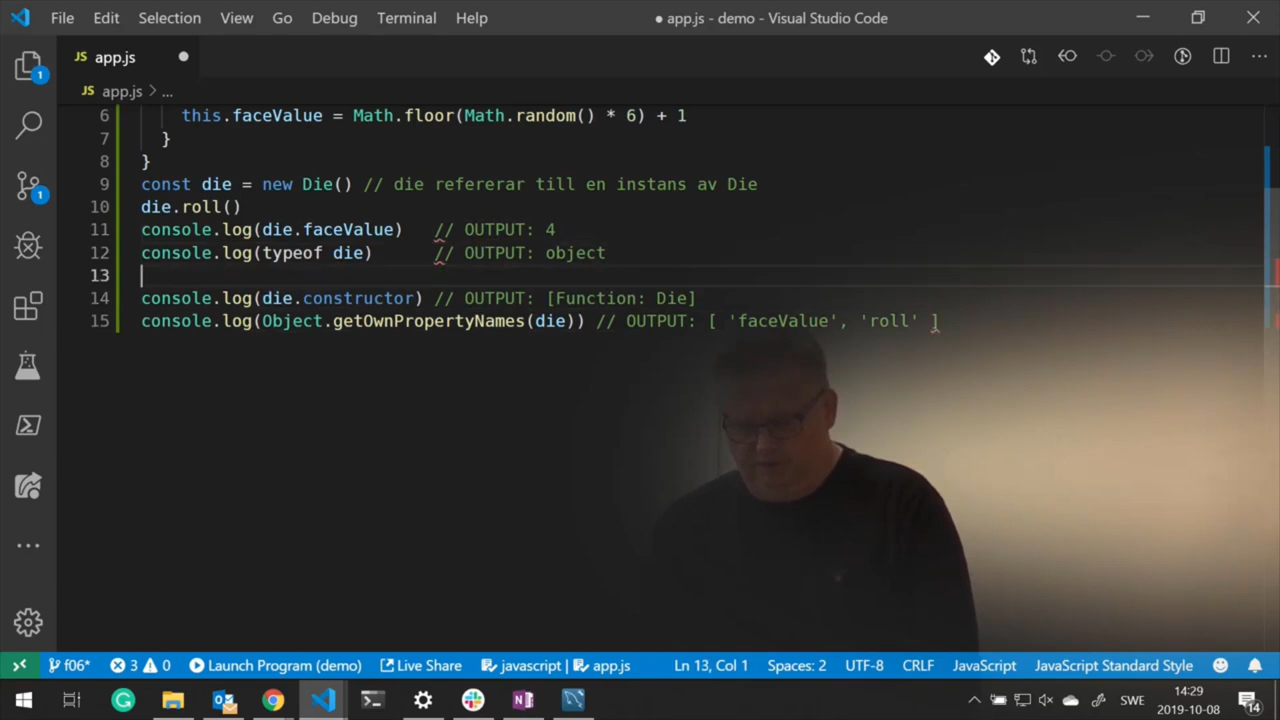 File Edit Selection View Go Debug Terminal Help
● app.js - demo - Visual Studio Code
JS app.js
app.js > ...
6 this.faceValue = Math.floor(Math.random() * 6) + 1
7 }
8 }
9 const die = new Die() // die refererar till en instans av Die
10 die.roll()
11 console.log(die.faceValue) // OUTPUT: 4
12 console.log(typeof die) // OUTPUT: object
13
14 console.log(die.constructor) // OUTPUT: [Function: Die]
15 console.log(Object.getOwnPropertyNames(die)) // OUTPUT: [ 'faceValue', 'roll' ]
1
1
f06* 3 0 Launch Program (demo) Live Share javascript | app.js Ln 13, Col 1 Spaces: 2 UTF-8 CRLF JavaScript JavaScript Standard Style
SWE
14:29
2019-10-08
14